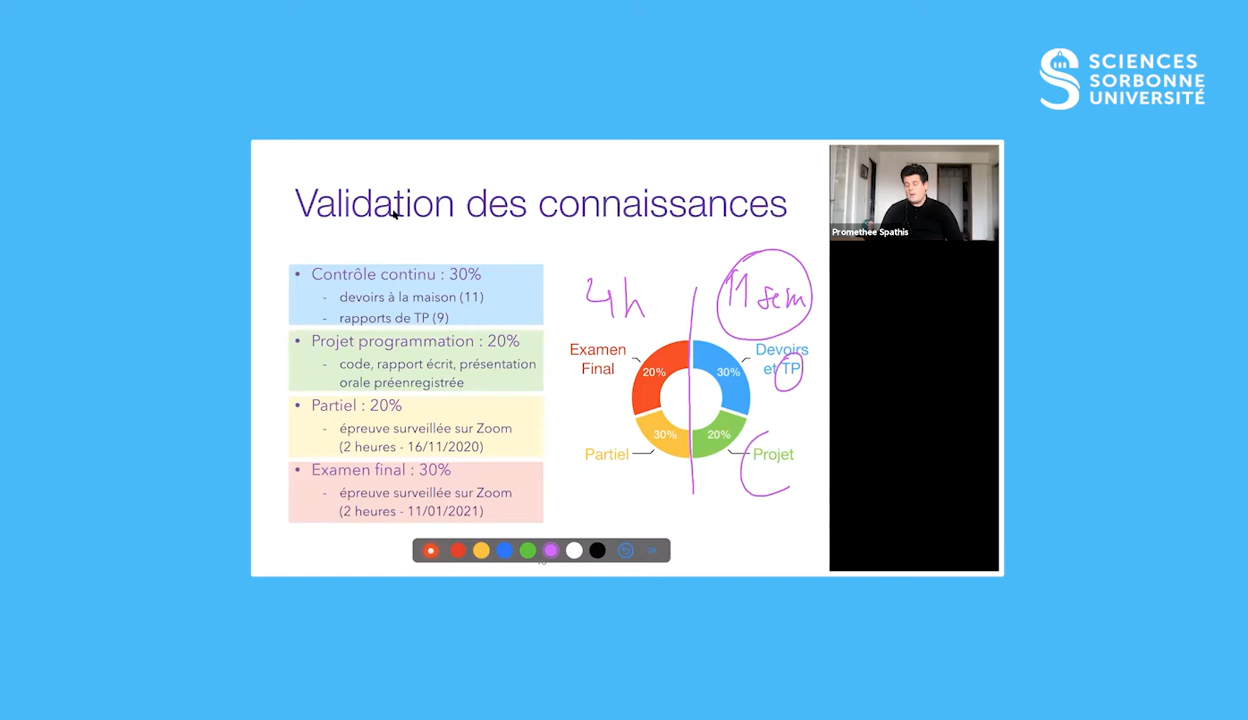 SCIENCES
SORBONNE
UNIVERSITÉ
Validation des connaissances
Promethee Spathis
• Contrôle continu : 30%
- devoirs à la maison (11)
- rapports de TP (9)
• Projet programmation : 20%
- code, rapport écrit, présentation
orale préenregistrée
• Partiel : 20%
- épreuve surveillée sur Zoom
(2 heures - 16/11/2020)
• Examen final : 30%
- épreuve surveillée sur Zoom
(2 heures - 11/01/2021)
4h
11 sem
Examen
Final
20%
30%
Devoirs
et TP
Partiel
30%
20%
Projet